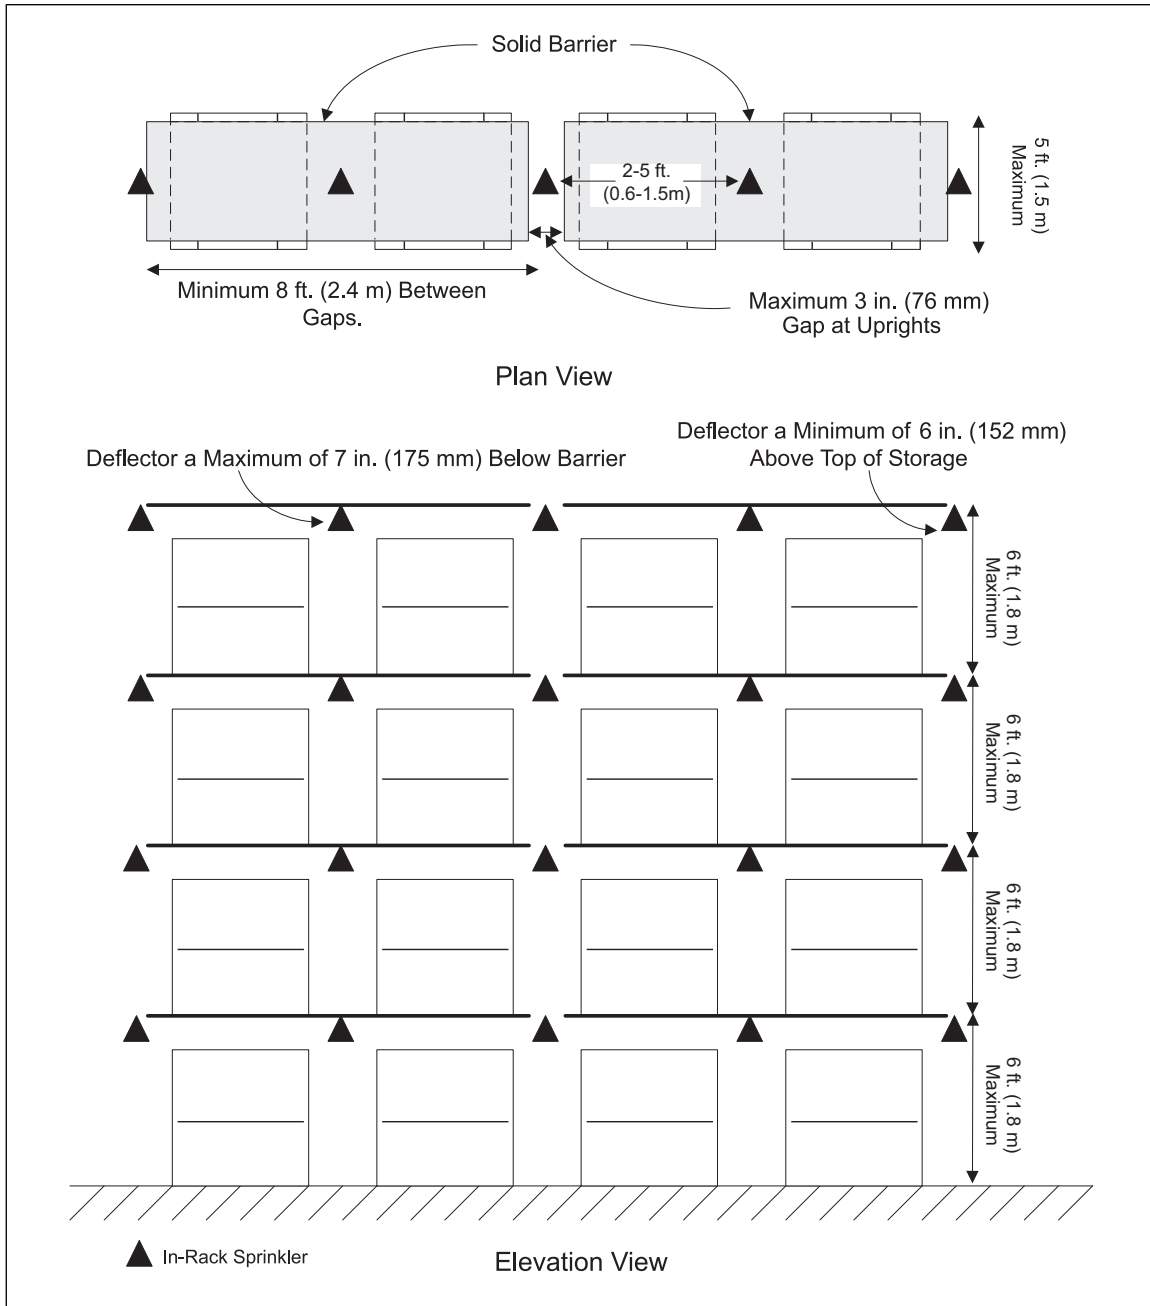 Solid Barrier
2-5 ft.
(0.6-1.5m)
5 ft. (1.5 m)
Maximum
Minimum 8 ft. (2.4 m) Between
Gaps.
Maximum 3 in. (76 mm)
Gap at Uprights
Plan View
Deflector a Maximum of 7 in. (175 mm) Below Barrier
Deflector a Minimum of 6 in. (152 mm)
Above Top of Storage
6 ft. (1.8 m)
Maximum
6 ft. (1.8 m)
Maximum
6 ft. (1.8 m)
Maximum
6 ft. (1.8 m)
Maximum
In-Rack Sprinkler
Elevation View